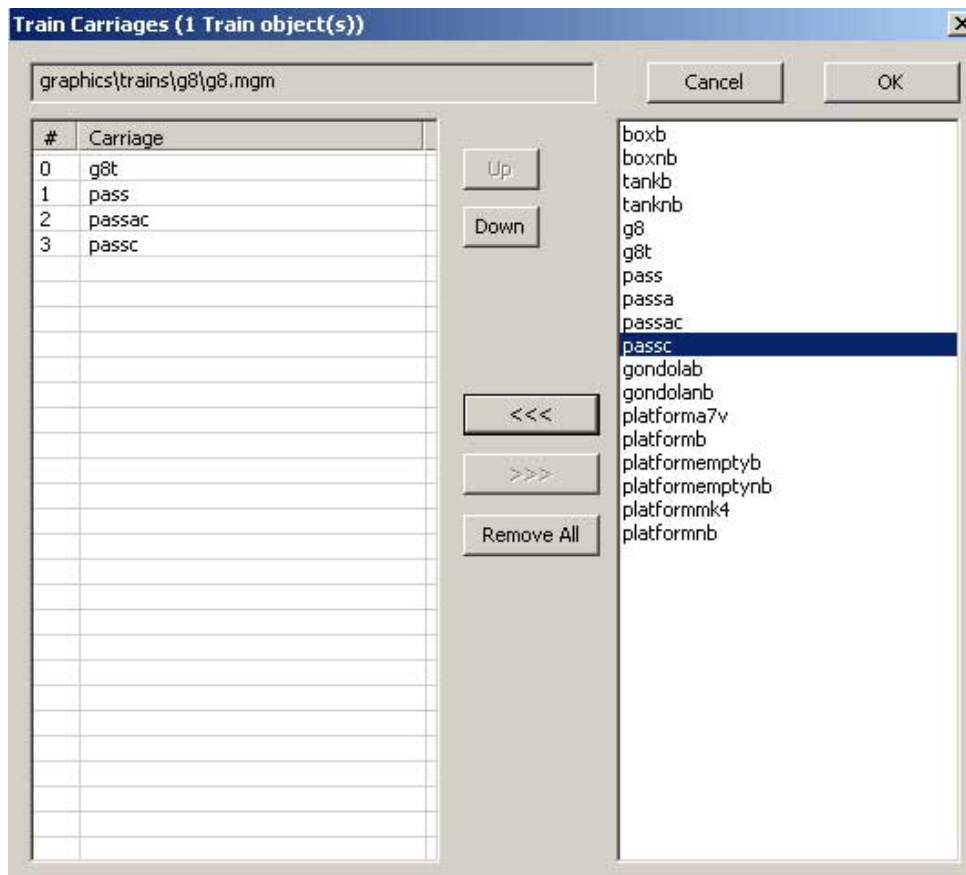 Train Carriages (1 Train object(s))
graphics\trains\g8\g8.mgm
Cancel
OK
# Carriage
0 g8t
1 pass
2 passac
3 passc
Up
Down
<<<
>>>
Remove All
boxb
boxnb
tankb
tanknb
g8
g8t
pass
passa
passac
passc
gondolab
gondolanb
platforma7v
platformb
platformemptyb
platformemptynb
platformmk4
platformnb